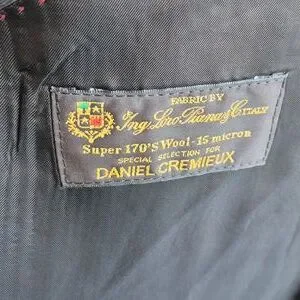 FABRIC BY
Ing. Loro Piana & C. ITALY
Super 170'S Wool-15 micron
SPECIAL SELECTION FOR
DANIEL CREMIEUX